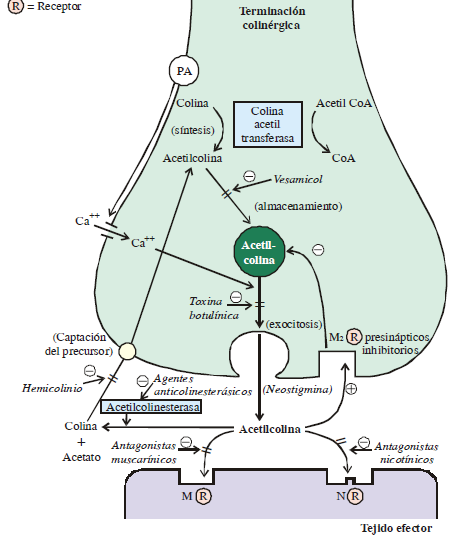 R = Receptor
Terminación
colinérgica
PA
Colina
Colina
acetil
transferasa
Acetil CoA
(síntesis)
Acetilcolina
CoA
Vesamicol
(almacenamiento)
Ca++
Ca++
Acetil-
colina
Toxina
botulínica
(exocitosis)
(Captación
del precursor)
M2 R presinápticos
inhibitorios
Hemicolinio
Agentes
anticolinesterásicos
(Neostigmina)
Acetilcolinesterasa
Colina
+
Acetato
Acetilcolina
Antagonistas
muscarínicos
Antagonistas
nicotínicos
M R
N R
Tejido efector